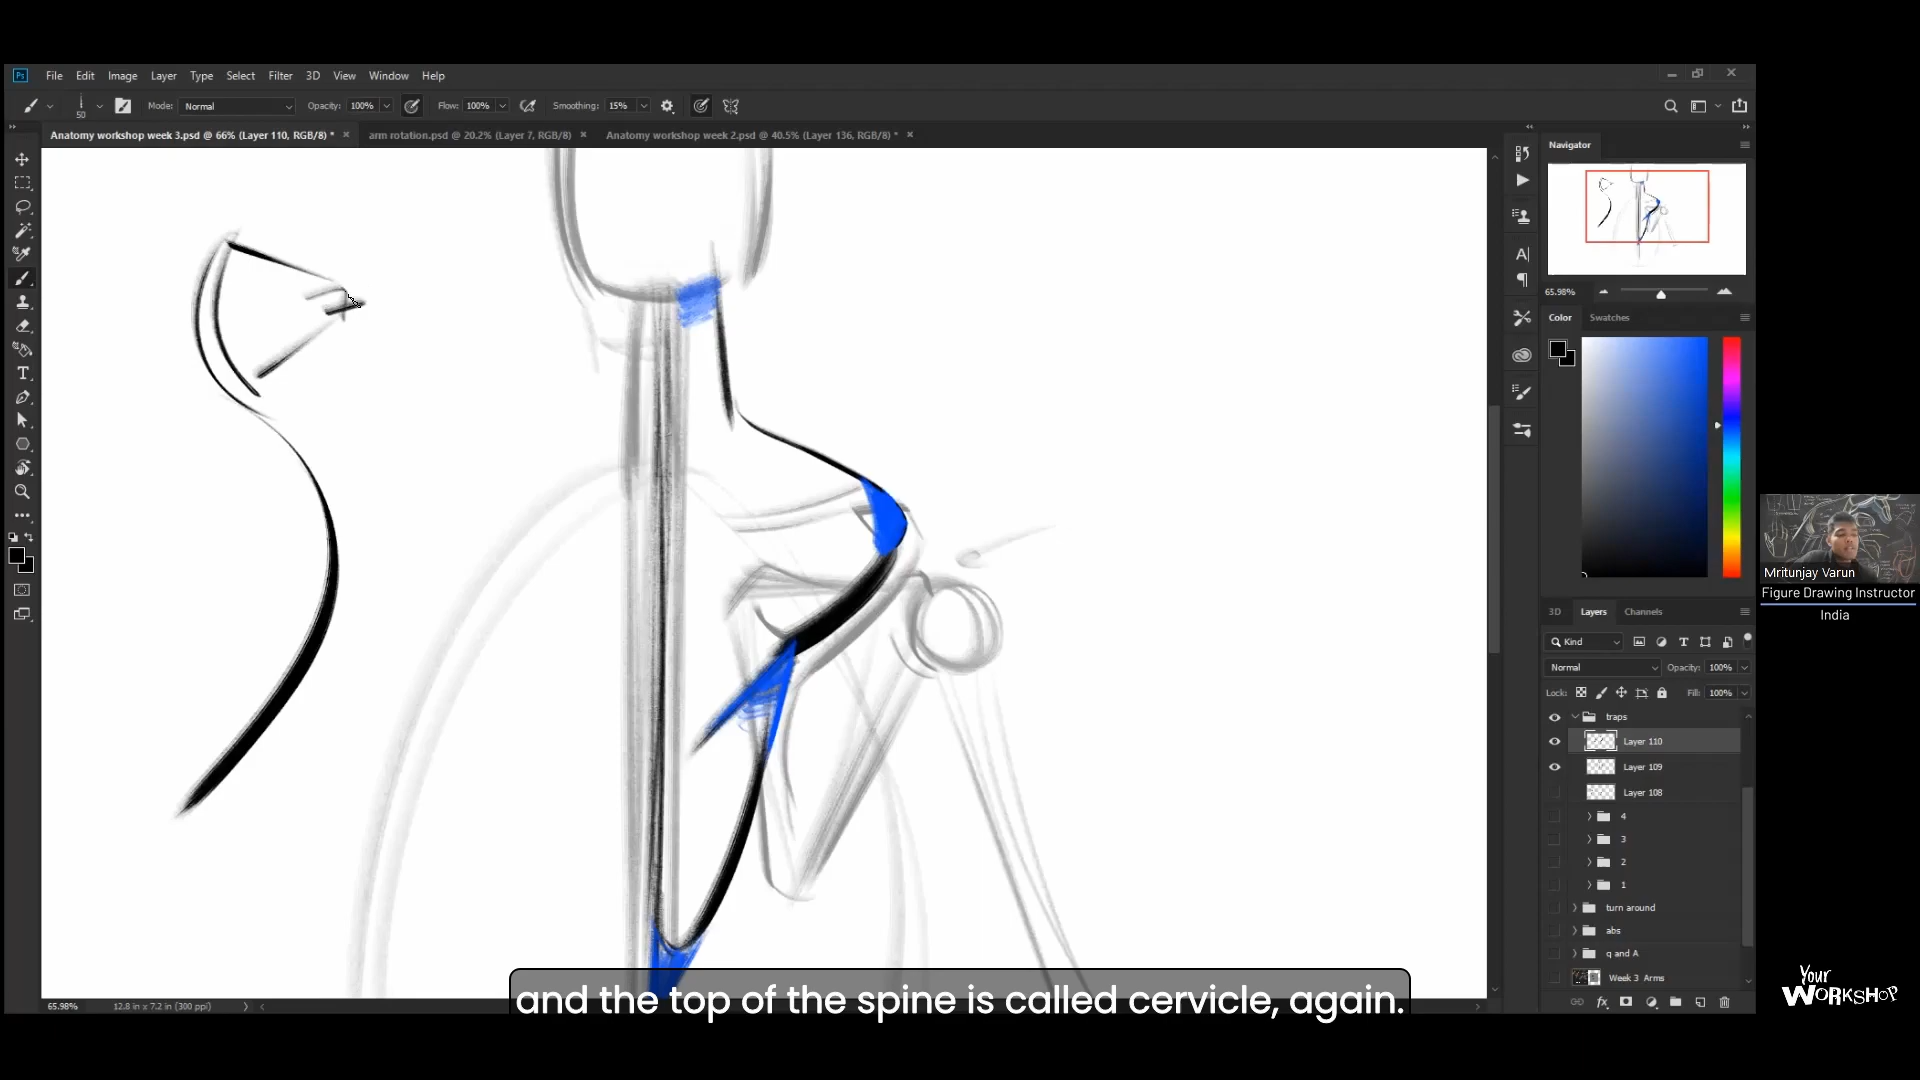 Ps File Edit Image Layer Type Select Filter 3D View Window Help
50 Mode: Normal Opacity: 100% Flow: 100% Smoothing: 15%
Anatomy workshop week 3.psd @ 66% (Layer 110, RGB/8) * arm rotation.psd @ 20.2% (Layer 7, RGB/8) Anatomy workshop week 2.psd @ 40.5% (Layer 136, RGB/8) *
Navigator
65.98%
Color Swatches
3D Layers Channels
Kind
Normal Opacity: 100%
Lock: Fill: 100%
traps
Layer 110
Layer 109
Layer 108
4
3
2
1
turn around
abs
q and A
Week 3 Arms
65.98% 12.8 in x 7.2 in (300 ppi)
and the top of the spine is called cervicle, again.
Mritunjay Varun
Figure Drawing Instructor
India
Your
WORKSHOP